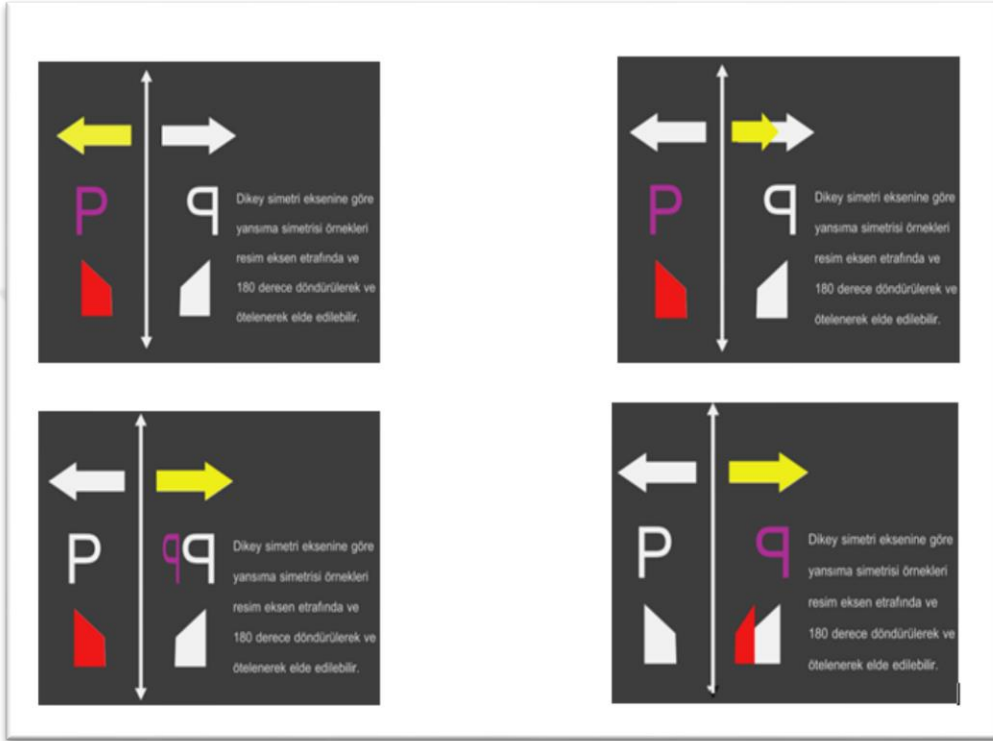 P
Dikey simetri eksenine göre
yansıma simetrisi örnekleri
resim eksen etrafında ve
180 derece döndürülerek ve
ötelenerek elde edilebilir.
P
Dikey simetri eksenine göre
yansıma simetrisi örnekleri
resim eksen etrafında ve
180 derece döndürülerek ve
ötelenerek elde edilebilir.
P
Dikey simetri eksenine göre
yansıma simetrisi örnekleri
resim eksen etrafında ve
180 derece döndürülerek ve
ötelenerek elde edilebilir.
P
Dikey simetri eksenine göre
yansıma simetrisi örnekleri
resim eksen etrafında ve
180 derece döndürülerek ve
ötelenerek elde edilebilir.